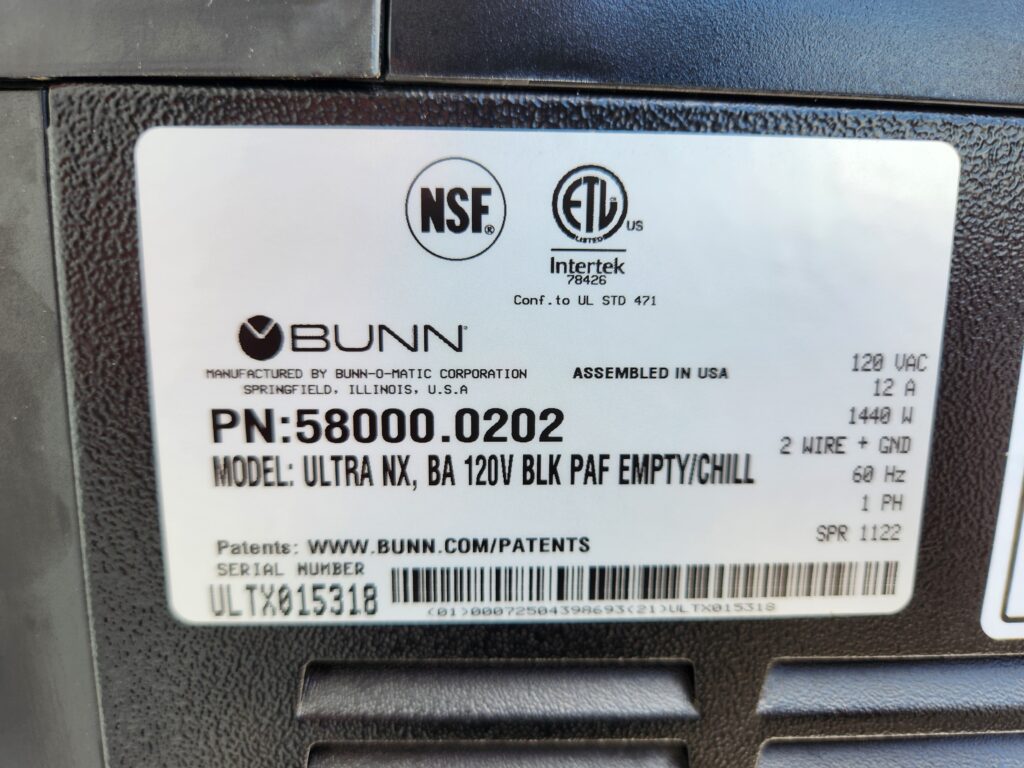 NSF®
ETL
LISTED
US
Intertek
78426
Conf.to UL STD 471
BUNN®
MANUFACTURED BY BUNN-O-MATIC CORPORATION
SPRINGFIELD, ILLINOIS, U.S.A
ASSEMBLED IN USA
PN:58000.0202
MODEL: ULTRA NX, BA 120V BLK PAF EMPTY/CHILL
120 VAC
12 A
1440 W
2 WIRE + GND
60 Hz
1 PH
SPR 1122
Patents: WWW.BUNN.COM/PATENTS
SERIAL NUMBER
ULTX015318
(01)00072504398693(21)ULTX015318